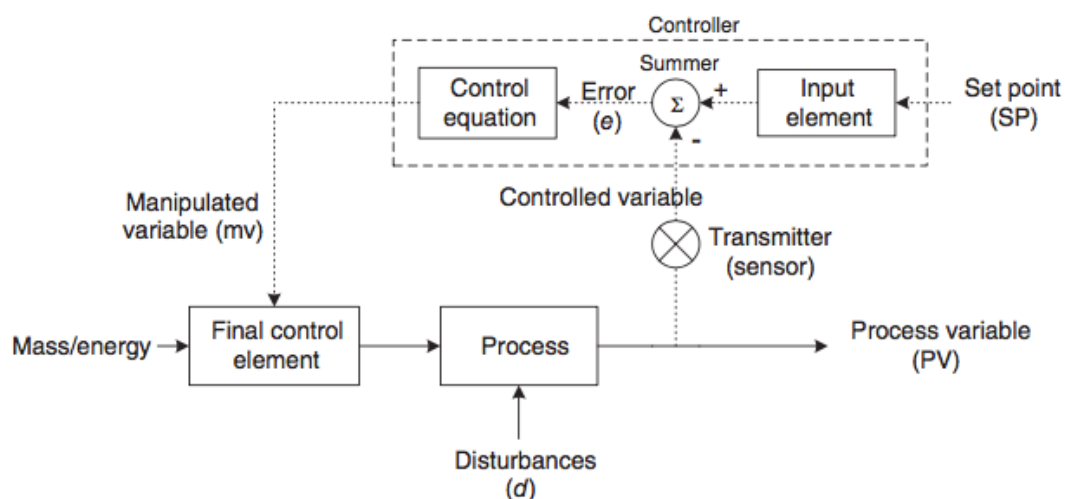 Controller
Summer
Control
equation
Error
(e)
Σ
+
-
Input
element
Set point
(SP)
Controlled variable
Manipulated
variable (mv)
Transmitter
(sensor)
Mass/energy
Final control
element
Process
Process variable
(PV)
Disturbances
(d)